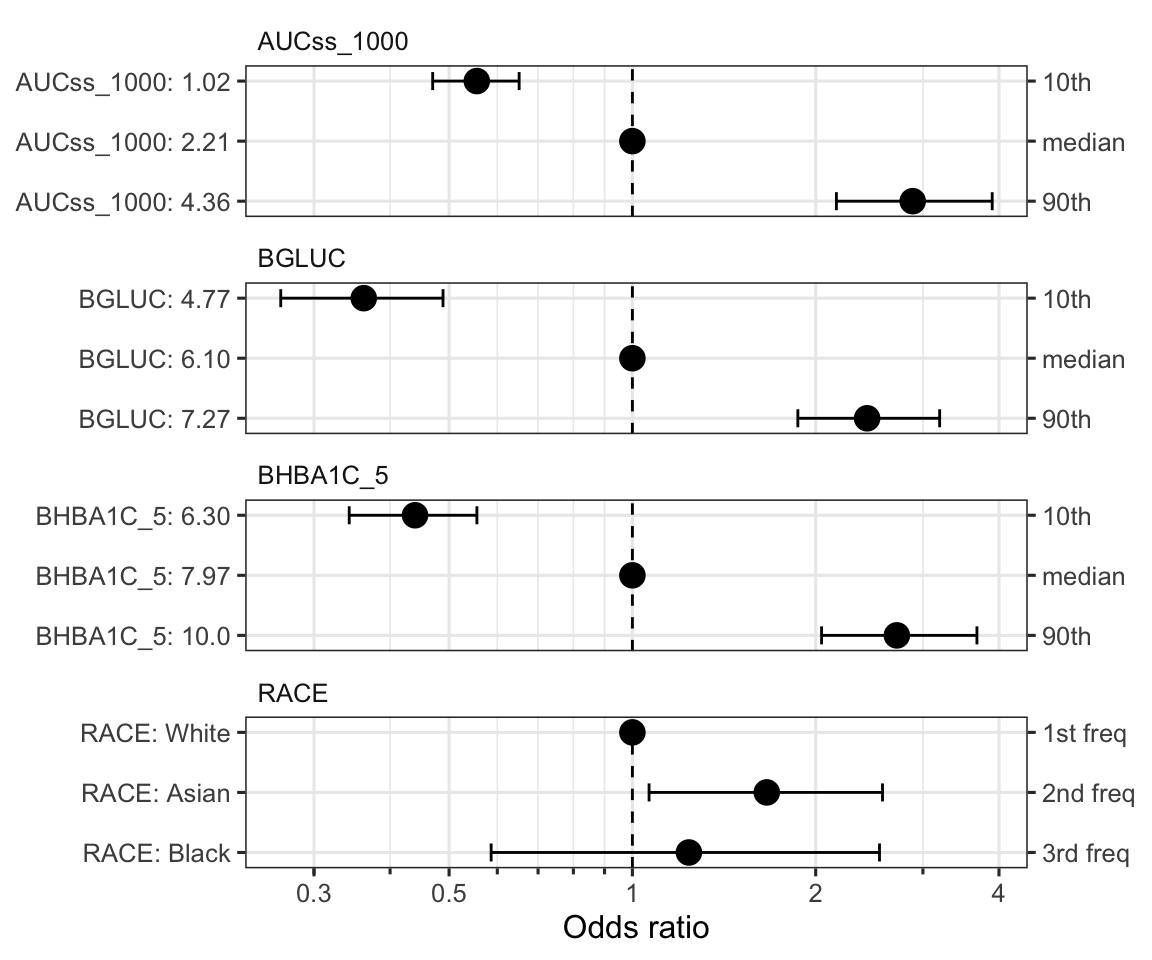 AUCss_1000
AUCss_1000: 1.02 10th
AUCss_1000: 2.21 median
AUCss_1000: 4.36 90th
BGLUC
BGLUC: 4.77 10th
BGLUC: 6.10 median
BGLUC: 7.27 90th
BHBA1C_5
BHBA1C_5: 6.30 10th
BHBA1C_5: 7.97 median
BHBA1C_5: 10.0 90th
RACE
RACE: White 1st freq
RACE: Asian 2nd freq
RACE: Black 3rd freq
0.3 0.5 1 2 4
Odds ratio